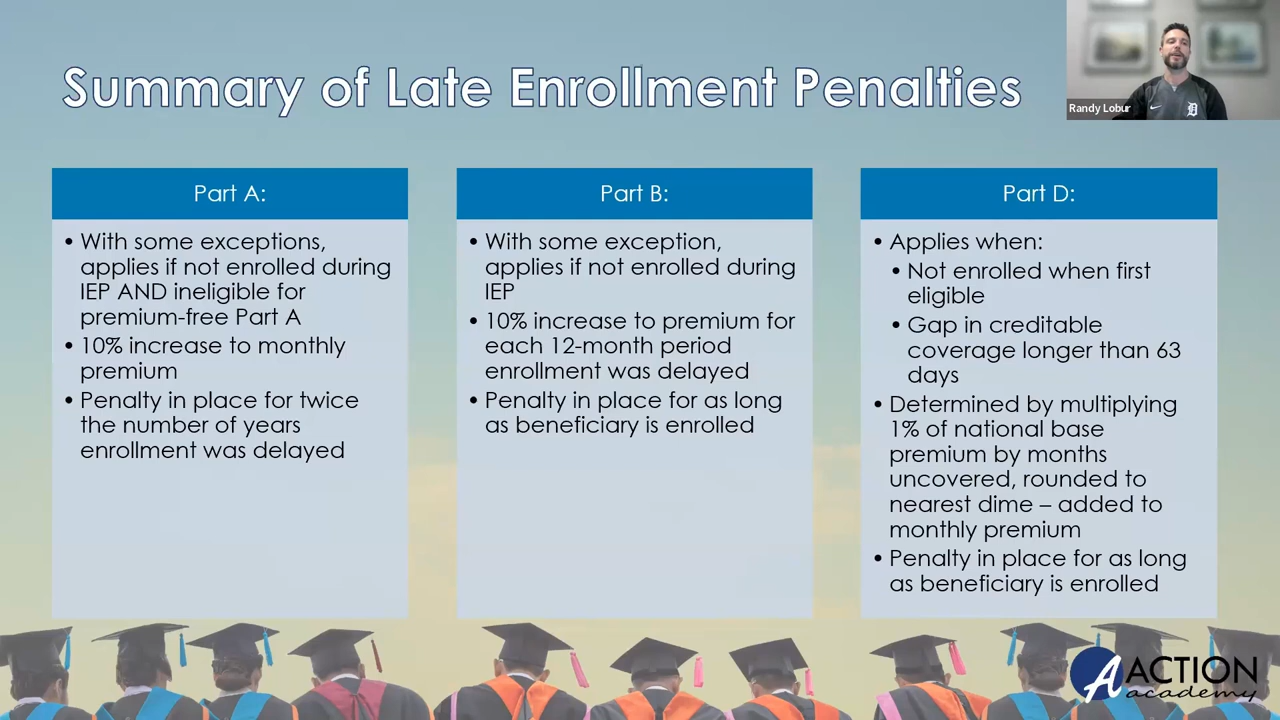 Summary of Late Enrollment Penalties
Randy Lobur
Part A:
• With some exceptions,
applies if not enrolled during
IEP AND ineligible for
premium-free Part A
• 10% increase to monthly
premium
• Penalty in place for twice
the number of years
enrollment was delayed
Part B:
• With some exception,
applies if not enrolled during
IEP
• 10% increase to premium for
each 12-month period
enrollment was delayed
• Penalty in place for as long
as beneficiary is enrolled
Part D:
• Applies when:
• Not enrolled when first
eligible
• Gap in creditable
coverage longer than 63
days
• Determined by multiplying
1% of national base
premium by months
uncovered, rounded to
nearest dime – added to
monthly premium
• Penalty in place for as long
as beneficiary is enrolled
A ACTION
academy
D